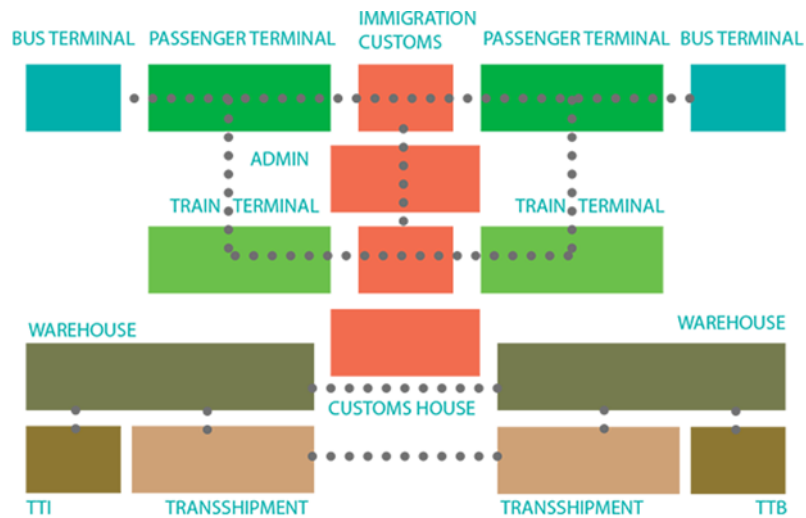 IMMIGRATION
CUSTOMS
BUS TERMINAL
PASSENGER TERMINAL
PASSENGER TERMINAL
BUS TERMINAL
ADMIN
TRAIN TERMINAL
TRAIN TERMINAL
WAREHOUSE
WAREHOUSE
CUSTOMS HOUSE
TTI
TRANSSHIPMENT
TRANSSHIPMENT
TTB